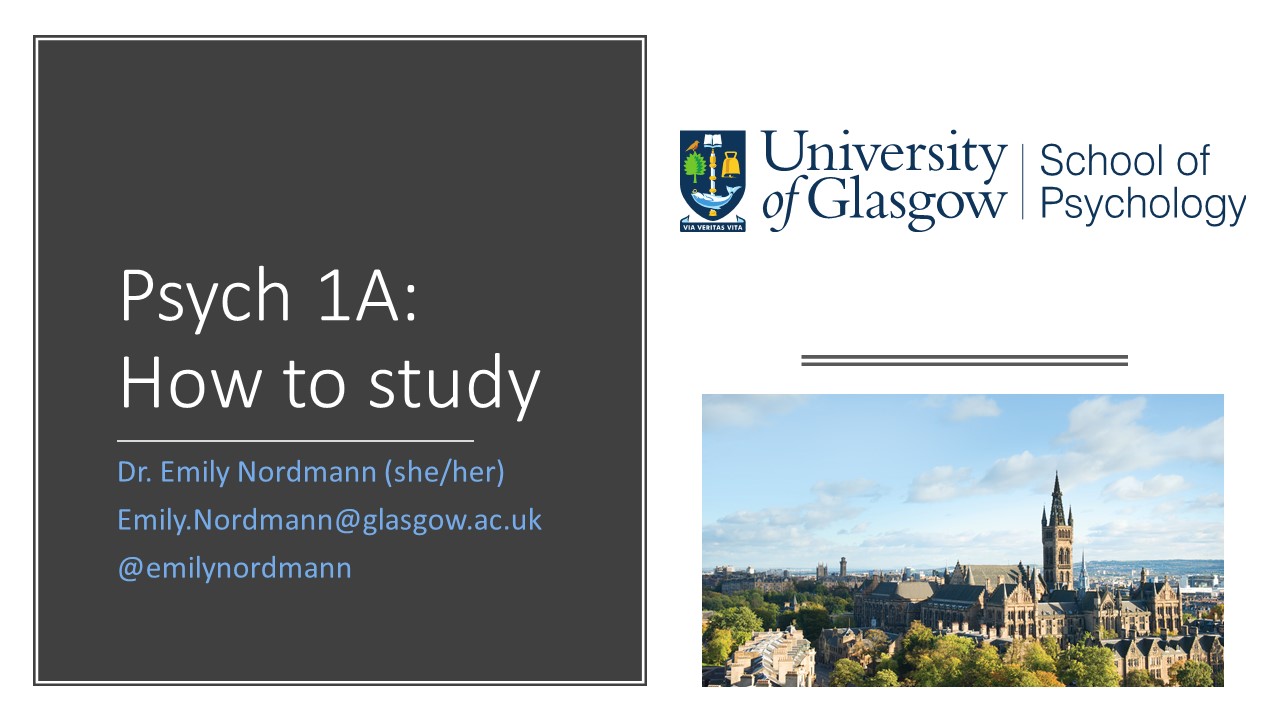 Psych 1A:
How to study
Dr. Emily Nordmann (she/her)
Emily.Nordmann@glasgow.ac.uk
@emilynordmann
University
of Glasgow
School of
Psychology
VIA VERITAS VITA